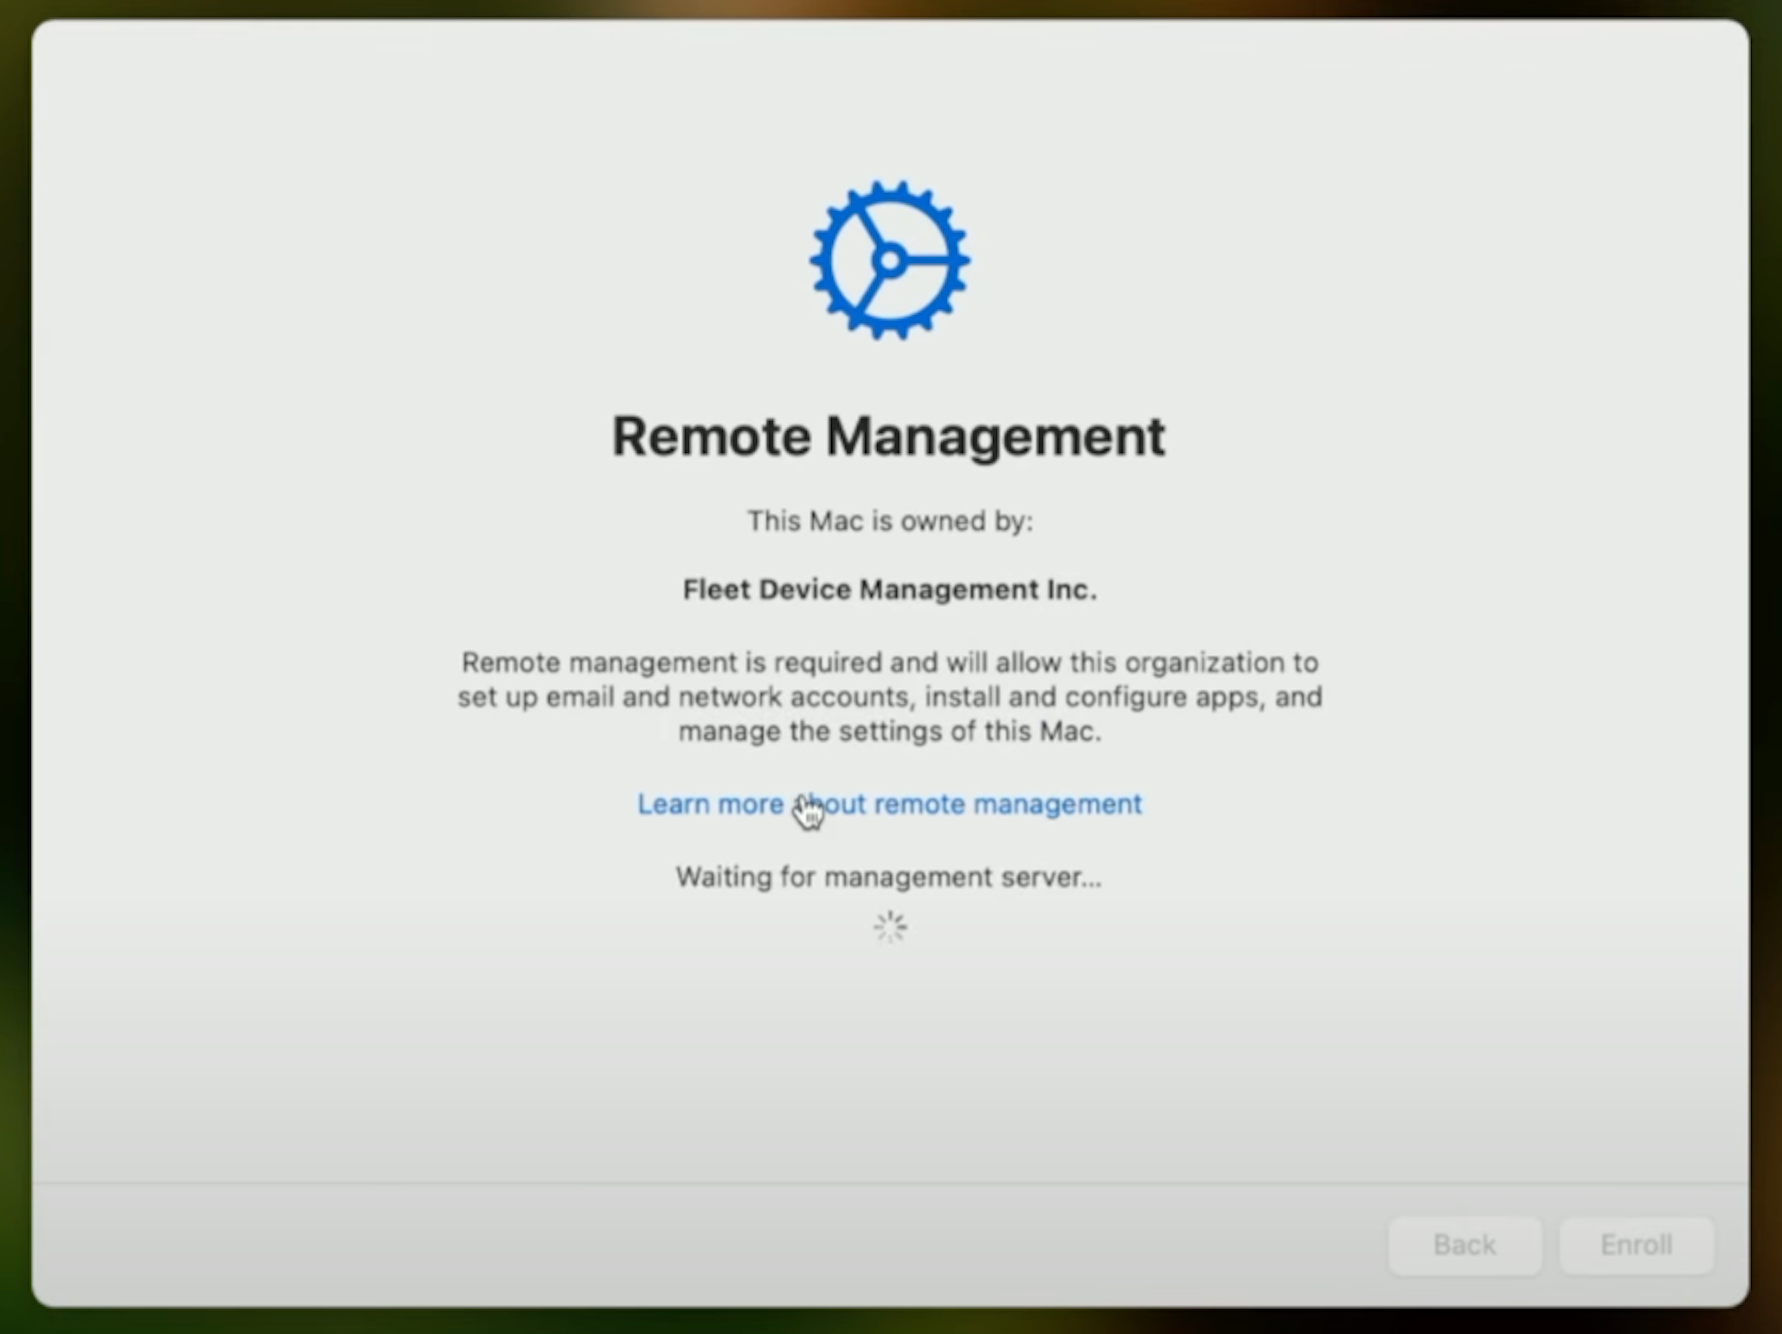 Remote Management
This Mac is owned by:
Fleet Device Management Inc.
Remote management is required and will allow this organization to
set up email and network accounts, install and configure apps, and
manage the settings of this Mac.
Learn more about remote management
Waiting for management server...
Back
Enroll